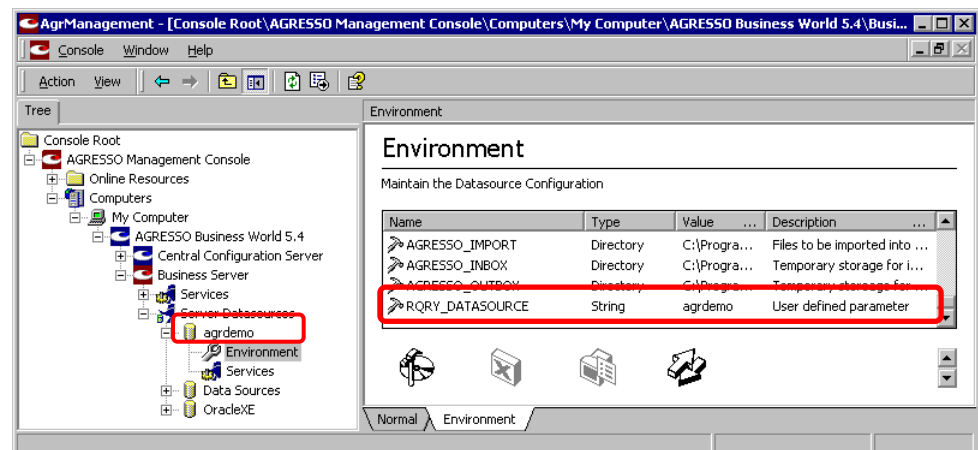 AgrManagement - [Console Root\AGRESSO Management Console\Computers\My Computer\AGRESSO Business World 5.4\Busi...
Console Window Help
Action View
Tree
Console Root
AGRESSO Management Console
Online Resources
Computers
My Computer
AGRESSO Business World 5.4
Central Configuration Server
Business Server
Services
Server Datasources
agrdemo
Environment
Services
Data Sources
OracleXE
Environment
Environment
Maintain the Datasource Configuration
Name Type Value ... Description ...
AGRESSO_IMPORT Directory C:\Progra... Files to be imported into ...
AGRESSO_INBOX Directory C:\Progra... Temporary storage for i...
AGRESSO_OUTBOX Directory C:\Progra... Temporary storeage for ...
RQRY_DATASOURCE String agrdemo User defined parameter
Normal Environment